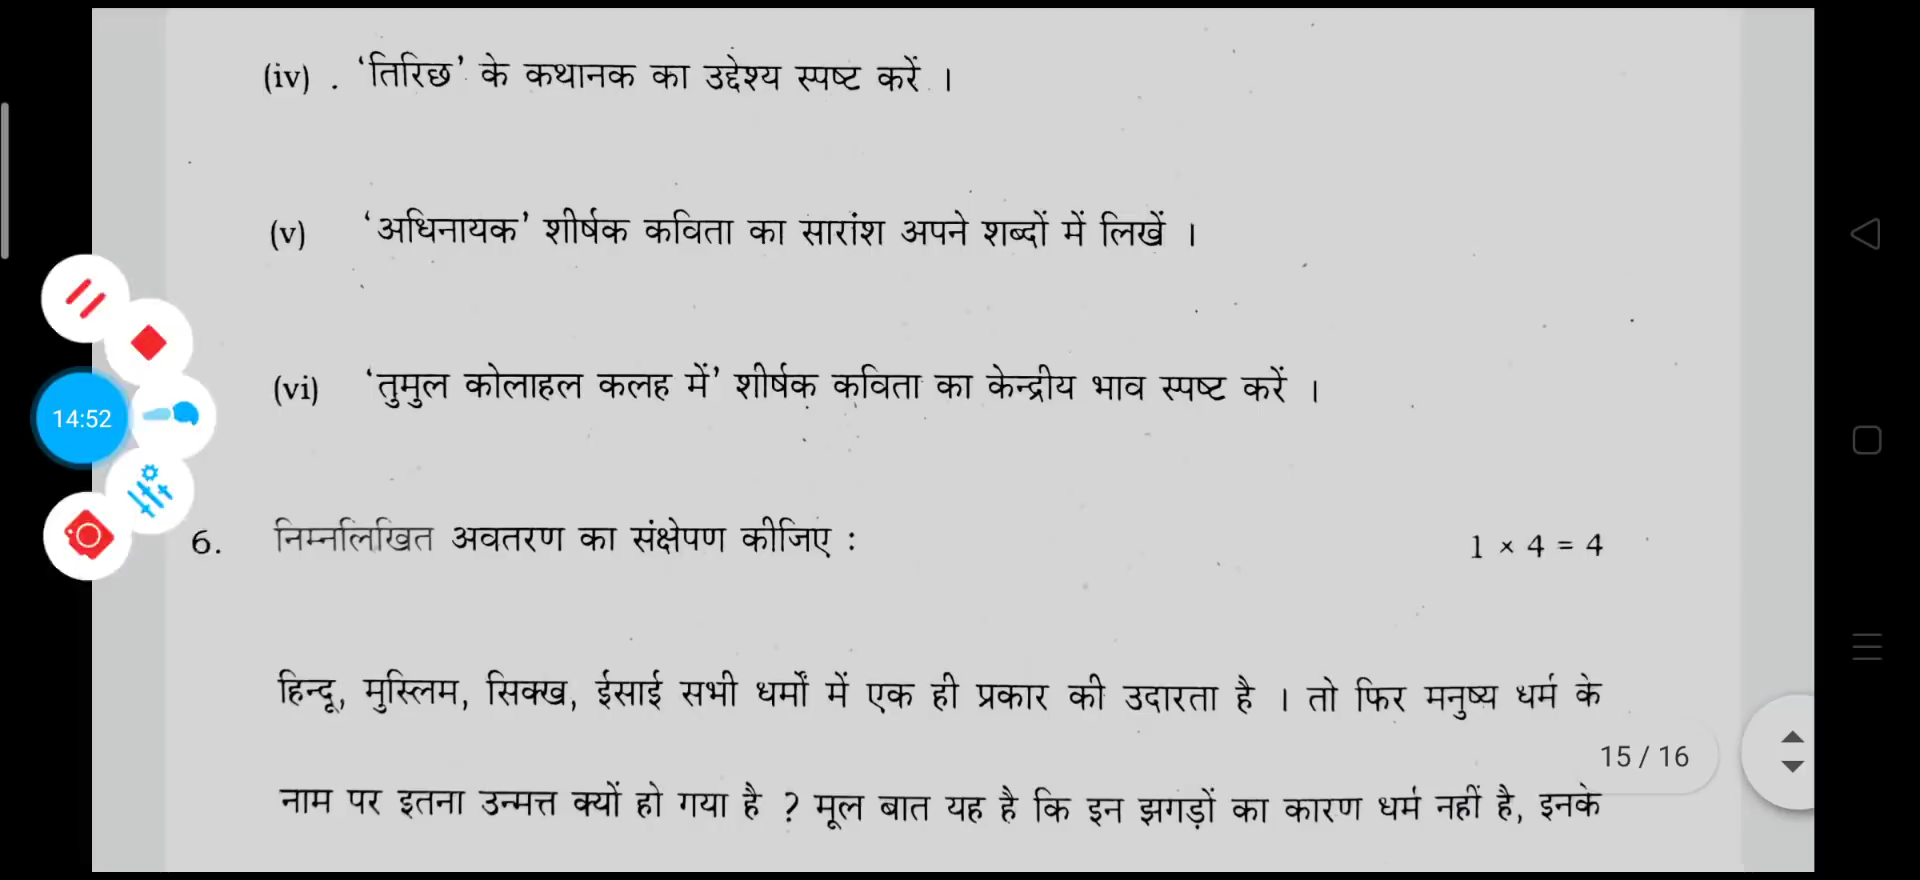 (iv) . ‘तिरिछ’ के कथानक का उद्देश्य स्पष्ट करें ।
(v) ‘अधिनायक’ शीर्षक कविता का सारांश अपने शब्दों में लिखें ।
(vi) ‘तुमुल कोलाहल कलह में’ शीर्षक कविता का केन्द्रीय भाव स्पष्ट करें ।
14:52
6. निम्नलिखित अवतरण का संक्षेपण कीजिए : 1 × 4 = 4
हिन्दू, मुस्लिम, सिक्ख, ईसाई सभी धर्मों में एक ही प्रकार की उदारता है । तो फिर मनुष्य धर्म के
15 / 16
नाम पर इतना उन्मत्त क्यों हो गया है ? मूल बात यह है कि इन झगड़ों का कारण धर्म नहीं है, इनके